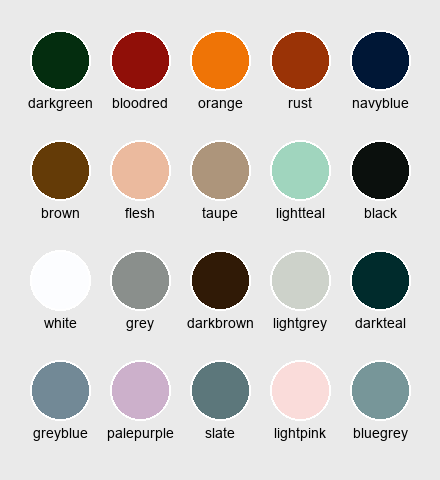 darkgreen bloodred orange rust navyblue
brown flesh taupe lightteal black
white grey darkbrown lightgrey darkteal
greyblue palepurple slate lightpink bluegrey